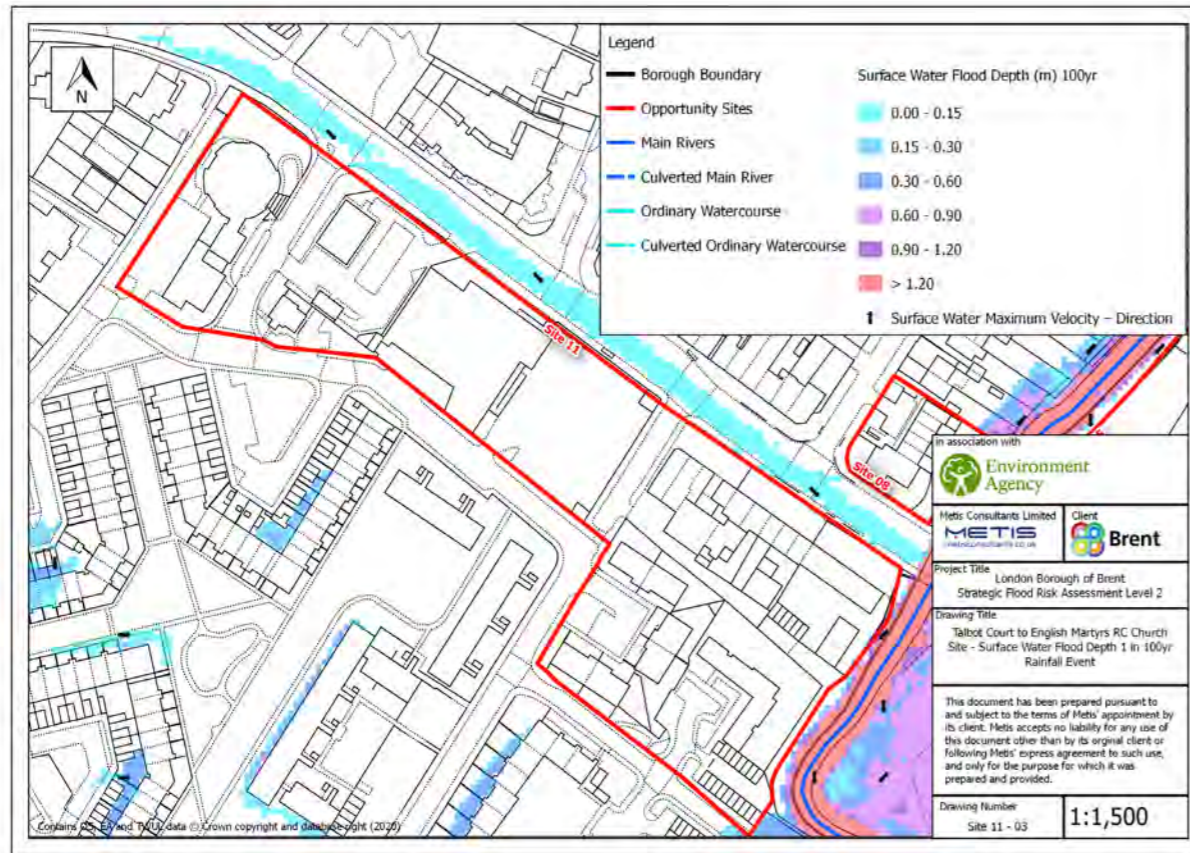 N
Legend
Borough Boundary
Opportunity Sites
Main Rivers
Culverted Main River
Ordinary Watercourse
Culverted Ordinary Watercourse
Surface Water Flood Depth (m) 100yr
0.00 - 0.15
0.15 - 0.30
0.30 - 0.60
0.60 - 0.90
0.90 - 1.20
> 1.20
Surface Water Maximum Velocity – Direction
Site 11
Site 08
in association with
Environment
Agency
Metis Consultants Limited
METIS
metisconsultants.co.uk
Client
Brent
Project Title
London Borough of Brent
Strategic Flood Risk Assessment Level 2
Drawing Title
Talbot Court to English Martyrs RC Church
Site - Surface Water Flood Depth 1 in 100yr
Rainfall Event
This document has been prepared pursuant to
and subject to the terms of Metis' appointment by
its client. Metis accepts no liability for any use of
this document other than by its orginal client or
following Metis' express agreement to such use,
and only for the purpose for which it was
prepared and provided.
Drawing Number
Site 11 - 03
1:1,500
Contains OS, EA and TWUL data © Crown copyright and database right (2020)